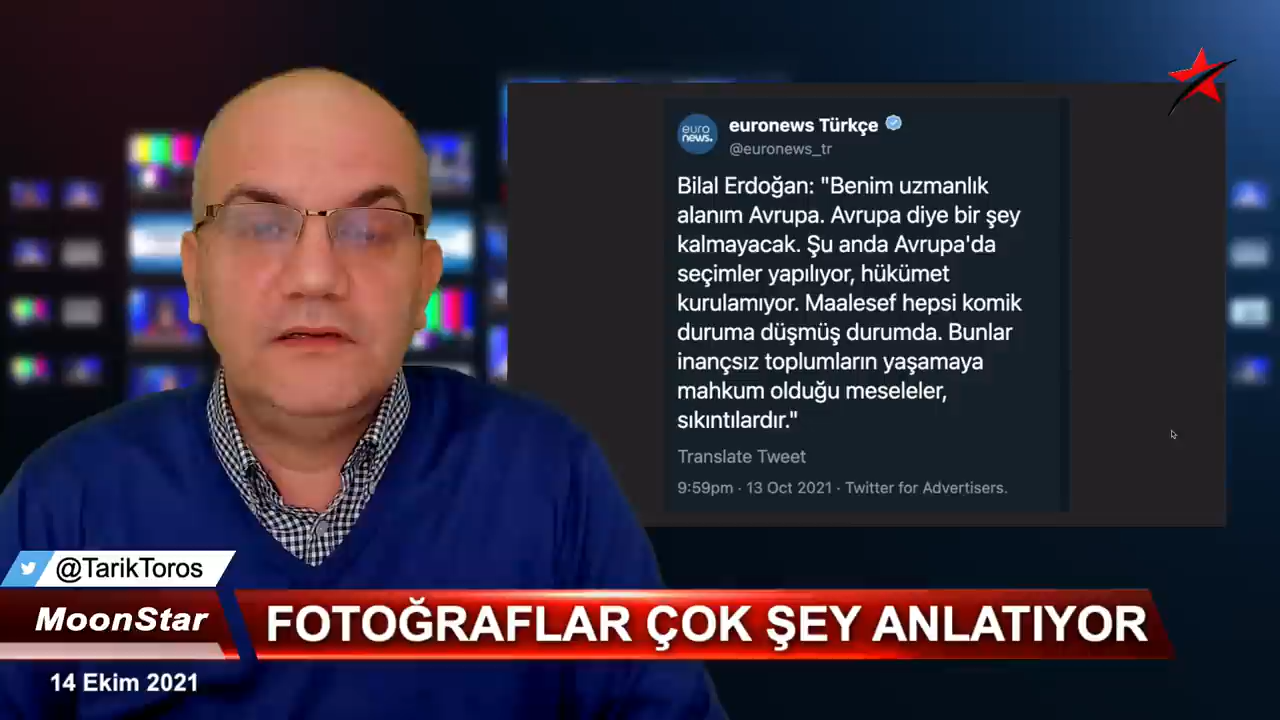 euro
news.
euronews Türkçe
@euronews_tr
Bilal Erdoğan: "Benim uzmanlık
alanım Avrupa. Avrupa diye bir şey
kalmayacak. Şu anda Avrupa'da
seçimler yapılıyor, hükümet
kurulamıyor. Maalesef hepsi komik
duruma düşmüş durumda. Bunlar
inançsız toplumların yaşamaya
mahkum olduğu meseleler,
sıkıntılardır."
Translate Tweet
9:59pm · 13 Oct 2021 · Twitter for Advertisers.
@TarikToros
MoonStar
FOTOĞRAFLAR ÇOK ŞEY ANLATIYOR
14 Ekim 2021